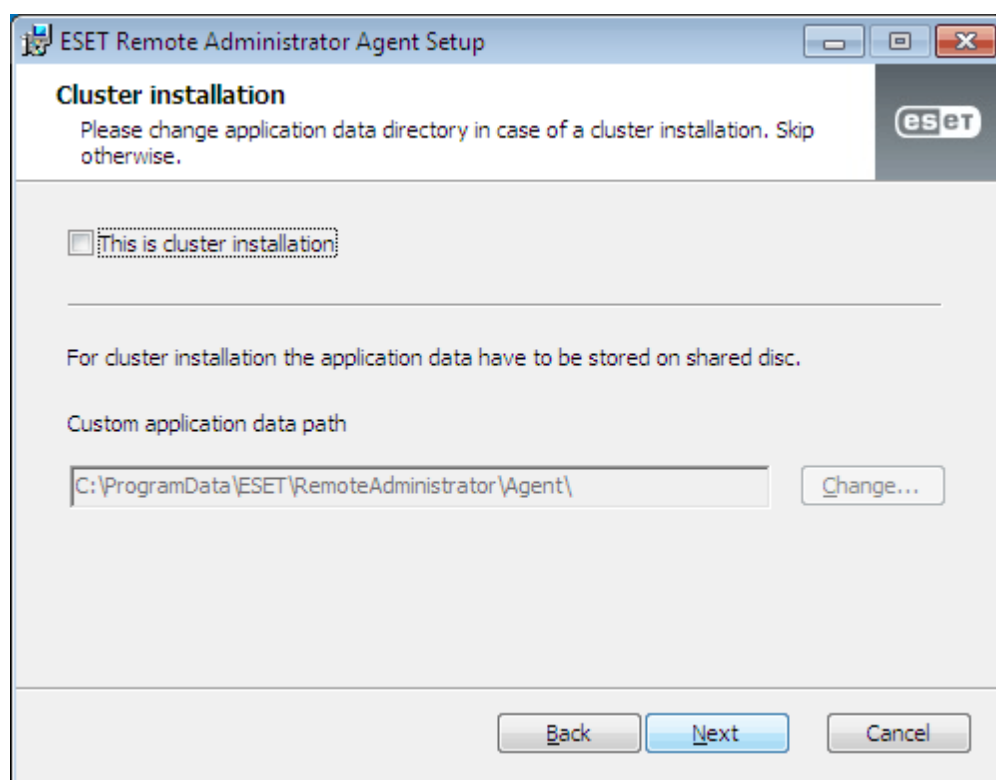 ESET Remote Administrator Agent Setup
Cluster installation
Please change application data directory in case of a cluster installation. Skip
otherwise.
eset
This is cluster installation
For cluster installation the application data have to be stored on shared disc.
Custom application data path
C:\ProgramData\ESET\RemoteAdministrator\Agent\
Change...
Back Next Cancel